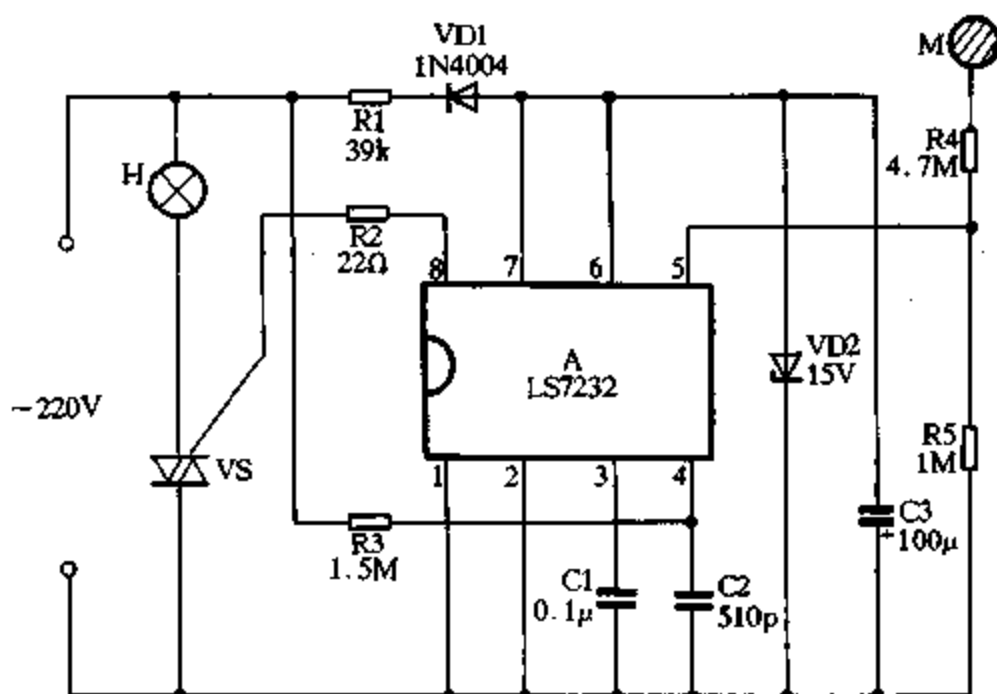 VD1
1N4004
M
R1
39k
R4
4.7M
H
R2
22Ω
8
7
6
5
A
LS7232
VD2
15V
~220V
VS
R5
1M
1
2
3
4
R3
1.5M
C1
0.1μ
C2
510p
C3
+100μ